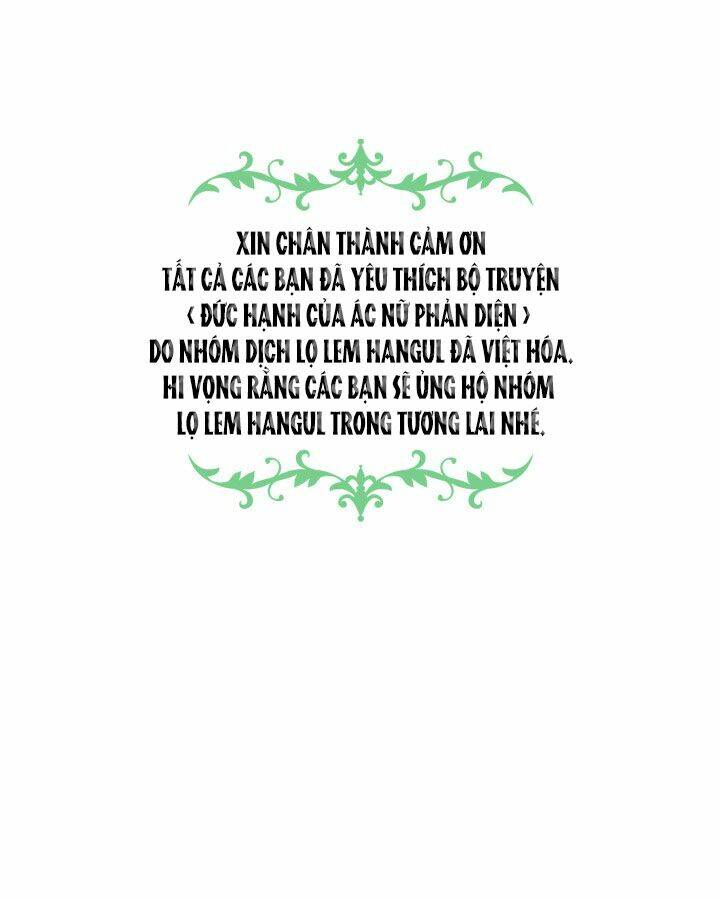 XIN CHÂN THÀNH CẢM ƠN
TẤT CẢ CÁC BẠN ĐÃ YÊU THÍCH BỘ TRUYỆN
< ĐỨC HẠNH CỦA ÁC NỮ PHẢN DIỆN >
DO NHÓM DỊCH LỌ LEM HANGUL ĐÃ VIỆT HÓA.
HI VỌNG RẰNG CÁC BẠN SẼ ỦNG HỘ NHÓM
LỌ LEM HANGUL TRONG TƯƠNG LAI NHÉ.